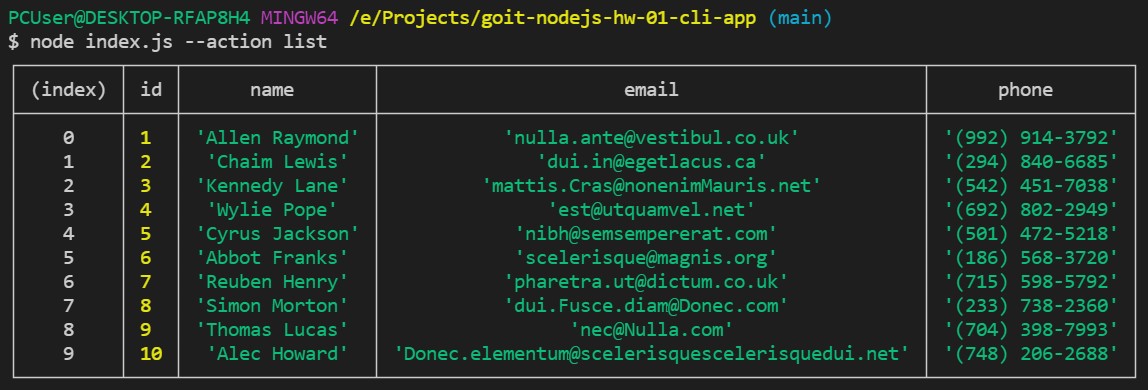 PCUser@DESKTOP-RFAP8H4 MINGW64 /e/Projects/goit-nodejs-hw-01-cli-app (main)
$ node index.js --action list
(index) id name email phone
0 1 'Allen Raymond' 'nulla.ante@vestibul.co.uk' '(992) 914-3792'
1 2 'Chaim Lewis' 'dui.in@egetlacus.ca' '(294) 840-6685'
2 3 'Kennedy Lane' 'mattis.Cras@nonenimMauris.net' '(542) 451-7038'
3 4 'Wylie Pope' 'est@utquamvel.net' '(692) 802-2949'
4 5 'Cyrus Jackson' 'nibh@semsempererat.com' '(501) 472-5218'
5 6 'Abbot Franks' 'scelerisque@magnis.org' '(186) 568-3720'
6 7 'Reuben Henry' 'pharetra.ut@dictum.co.uk' '(715) 598-5792'
7 8 'Simon Morton' 'dui.Fusce.diam@Donec.com' '(233) 738-2360'
8 9 'Thomas Lucas' 'nec@Nulla.com' '(704) 398-7993'
9 10 'Alec Howard' 'Donec.elementum@scelerisquescelerisquedui.net' '(748) 206-2688'